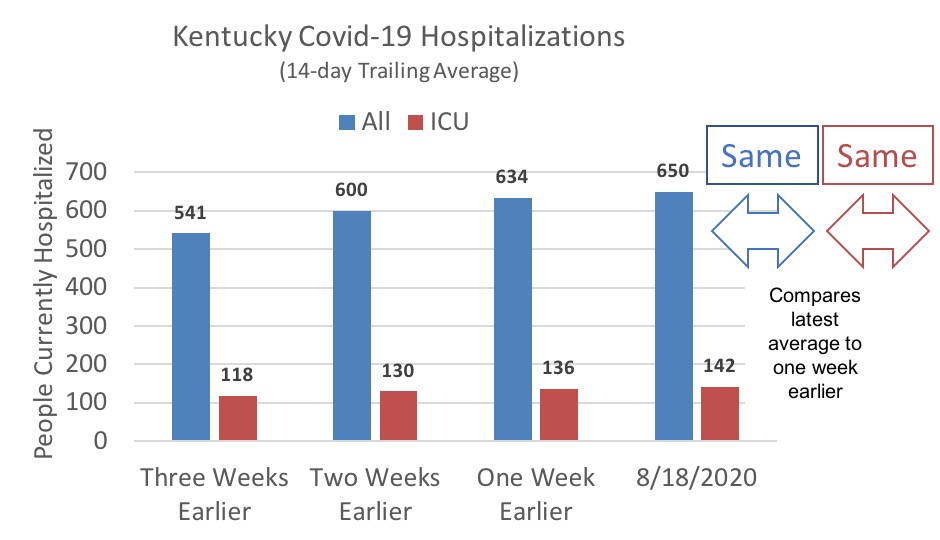 Kentucky Covid-19 Hospitalizations
(14-day Trailing Average)
All ICU
People Currently Hospitalized
700
600
500
400
300
200
100
0
541
118
600
130
634
136
650
142
Three Weeks
Earlier
Two Weeks
Earlier
One Week
Earlier
8/18/2020
Same
Same
Compares
latest
average to
one week
earlier